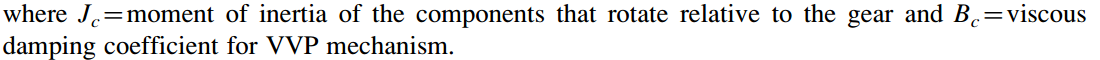 where J_c=moment of inertia of the components that rotate relative to the gear and B_c=viscous
damping coefficient for VVP mechanism.